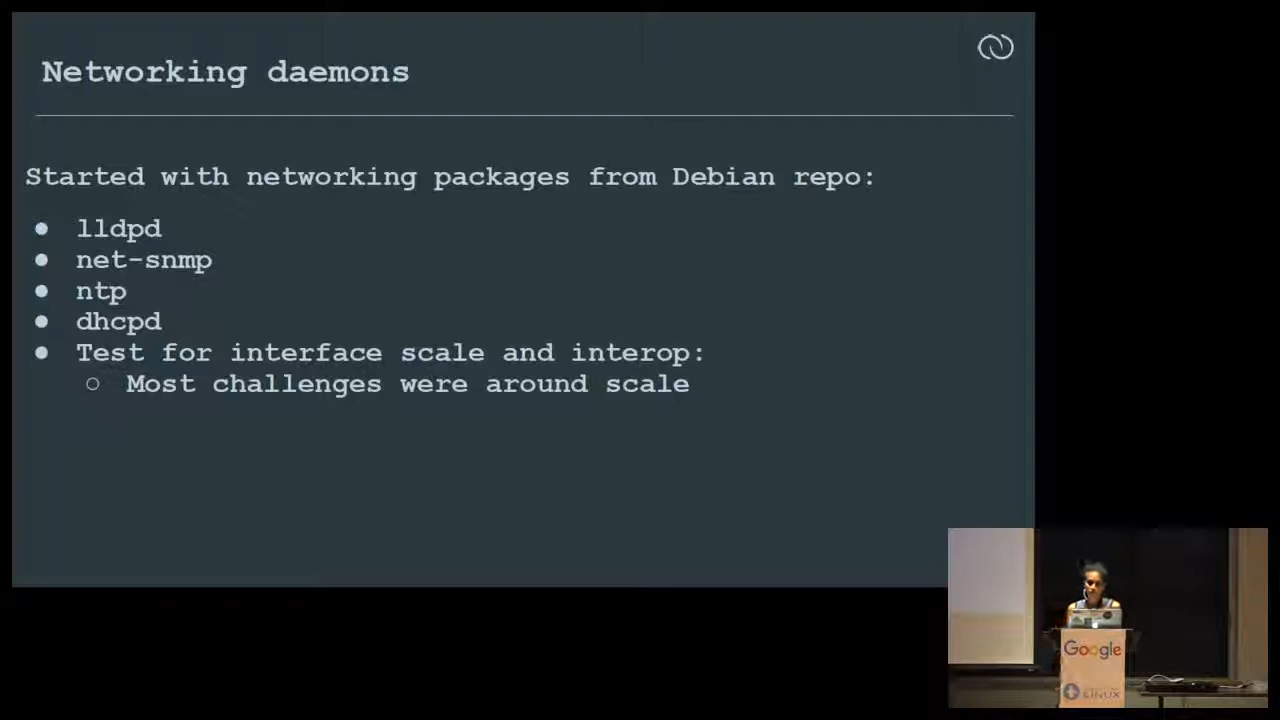 Networking daemons
Started with networking packages from Debian repo:
● lldpd
● net-snmp
● ntp
● dhcpd
● Test for interface scale and interop:
○ Most challenges were around scale
Google
LINUX